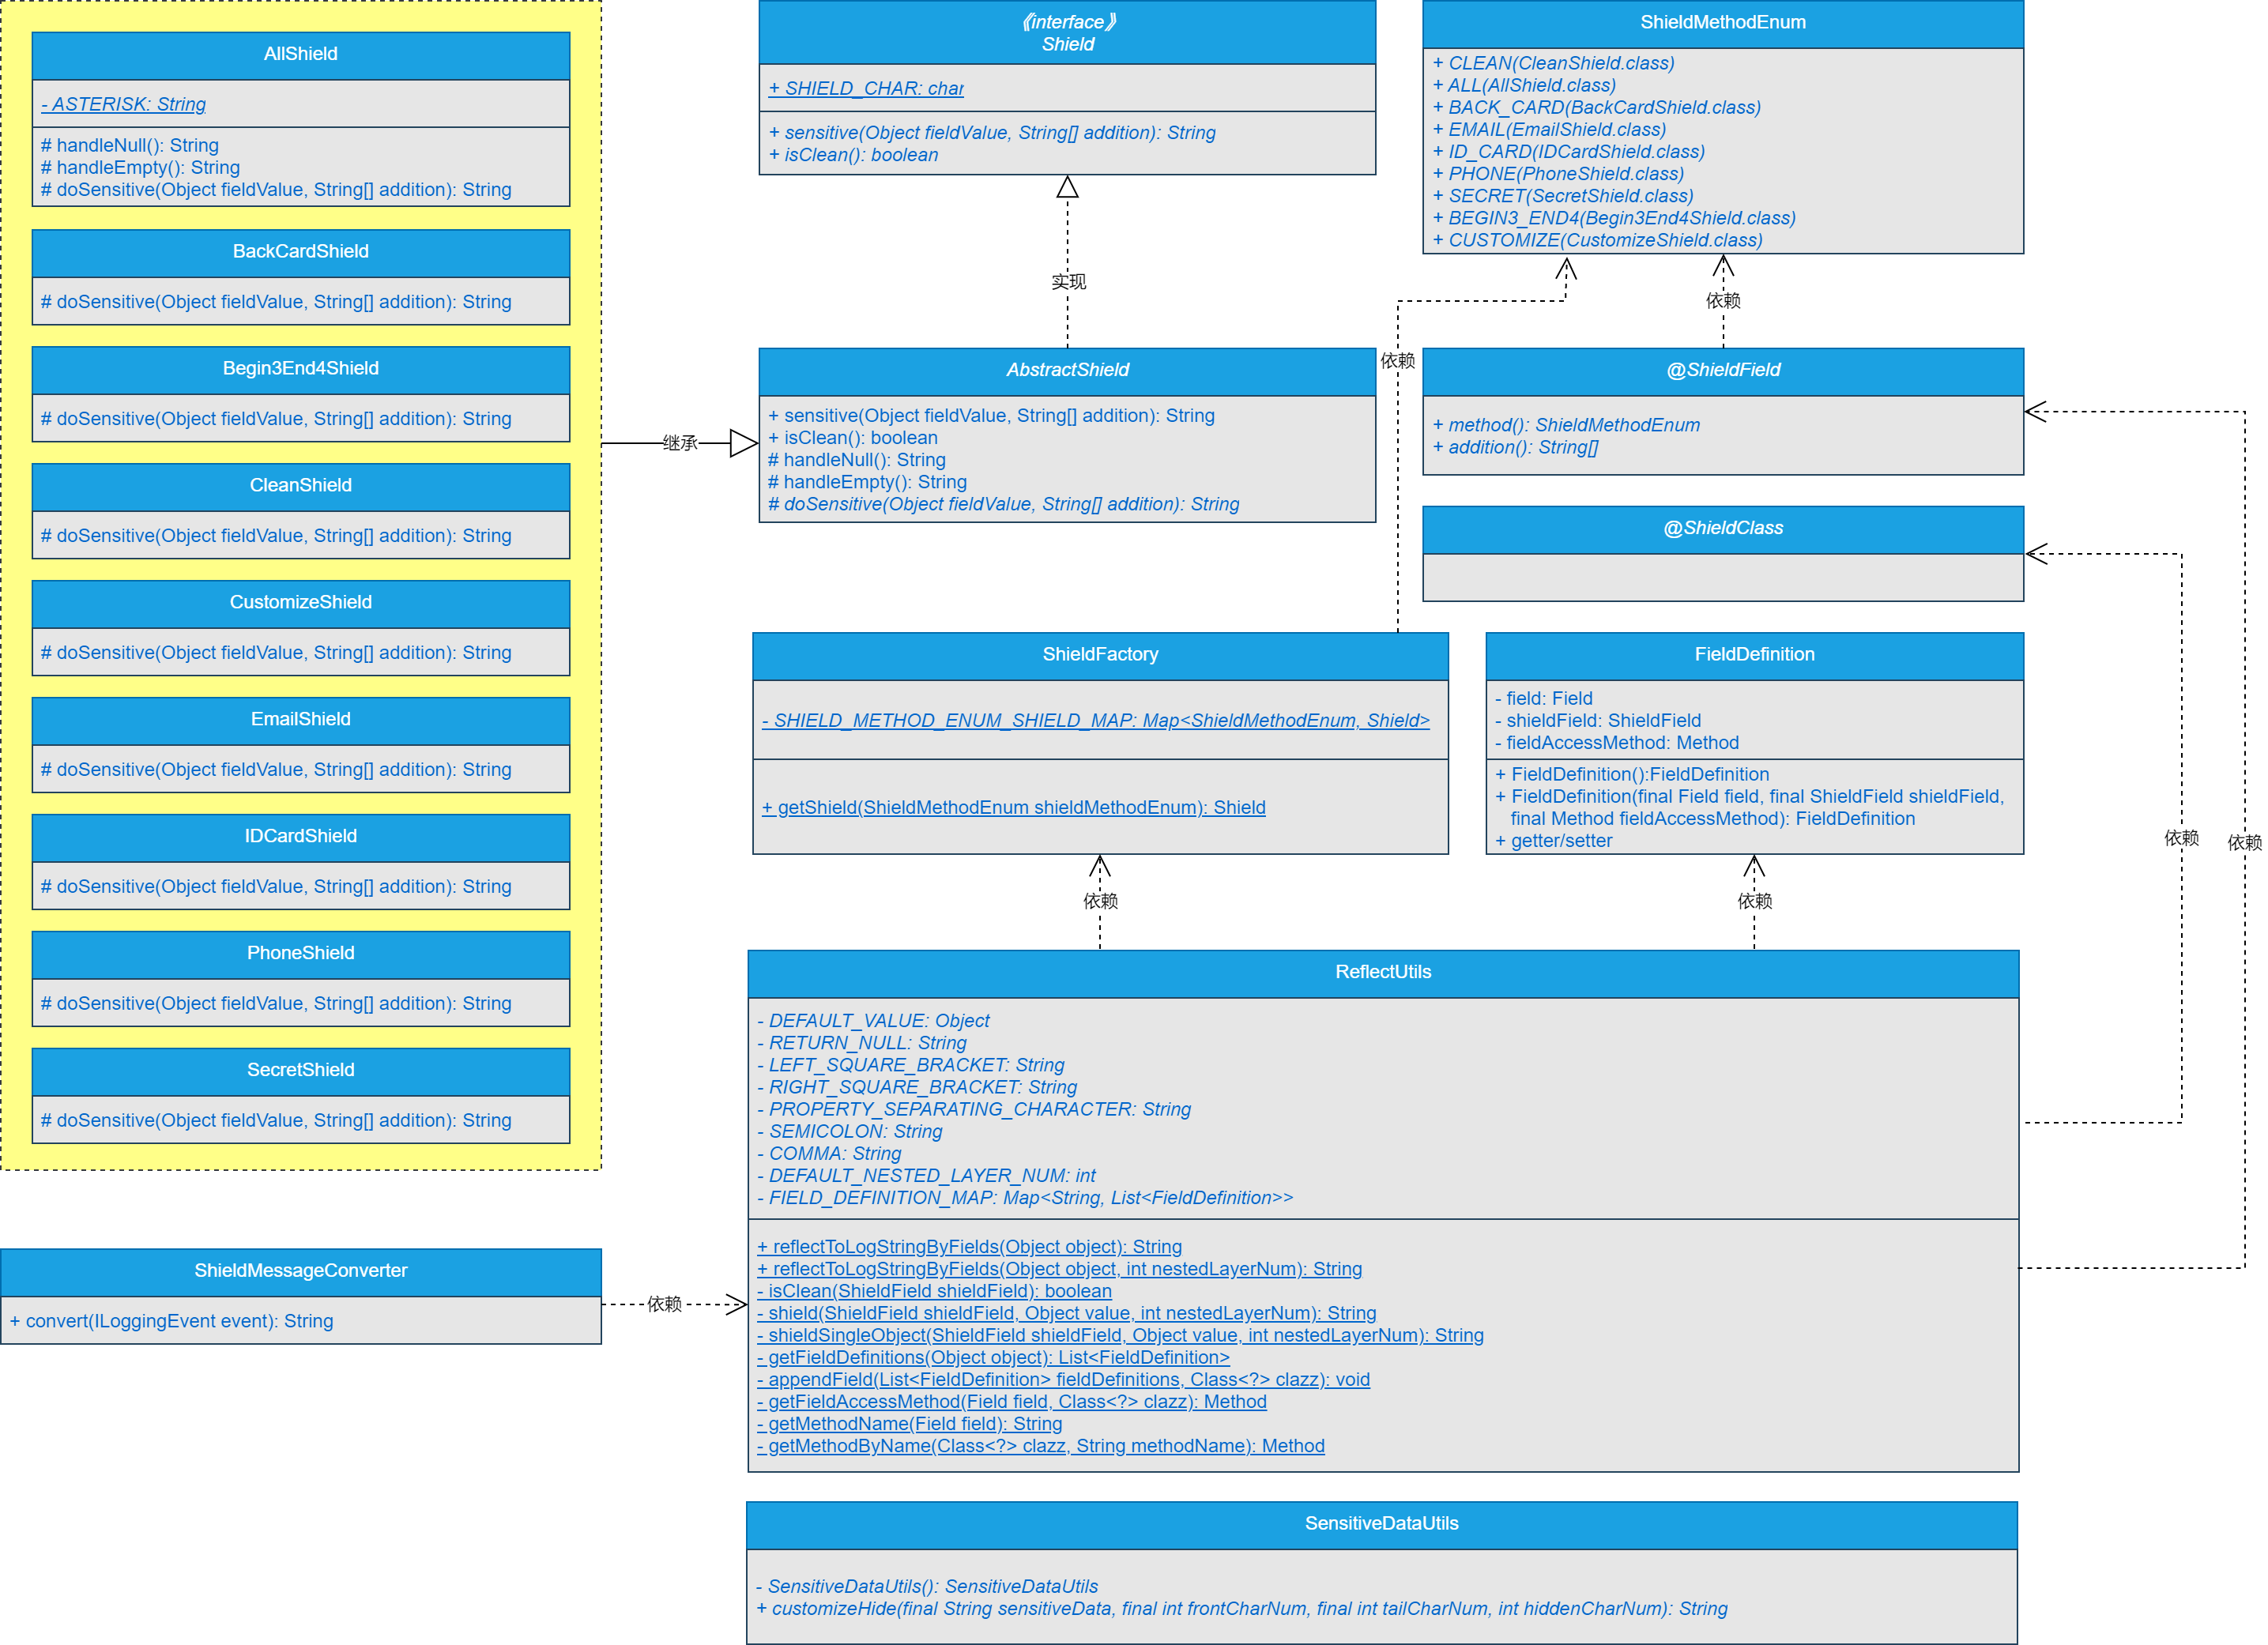 AllShield
- ASTERISK: String
# handleNull(): String
# handleEmpty(): String
# doSensitive(Object fieldValue, String[] addition): String
BackCardShield
# doSensitive(Object fieldValue, String[] addition): String
Begin3End4Shield
# doSensitive(Object fieldValue, String[] addition): String
CleanShield
# doSensitive(Object fieldValue, String[] addition): String
CustomizeShield
# doSensitive(Object fieldValue, String[] addition): String
EmailShield
# doSensitive(Object fieldValue, String[] addition): String
IDCardShield
# doSensitive(Object fieldValue, String[] addition): String
PhoneShield
# doSensitive(Object fieldValue, String[] addition): String
SecretShield
# doSensitive(Object fieldValue, String[] addition): String
继承
《interface》
Shield
+ SHIELD_CHAR: char
+ sensitive(Object fieldValue, String[] addition): String
+ isClean(): boolean
实现
AbstractShield
+ sensitive(Object fieldValue, String[] addition): String
+ isClean(): boolean
# handleNull(): String
# handleEmpty(): String
# doSensitive(Object fieldValue, String[] addition): String
ShieldMethodEnum
+ CLEAN(CleanShield.class)
+ ALL(AllShield.class)
+ BACK_CARD(BackCardShield.class)
+ EMAIL(EmailShield.class)
+ ID_CARD(IDCardShield.class)
+ PHONE(PhoneShield.class)
+ SECRET(SecretShield.class)
+ BEGIN3_END4(Begin3End4Shield.class)
+ CUSTOMIZE(CustomizeShield.class)
依赖
依赖
@ShieldField
+ method(): ShieldMethodEnum
+ addition(): String[]
@ShieldClass
ShieldFactory
- SHIELD_METHOD_ENUM_SHIELD_MAP: Map<ShieldMethodEnum, Shield>
+ getShield(ShieldMethodEnum shieldMethodEnum): Shield
FieldDefinition
- field: Field
- shieldField: ShieldField
- fieldAccessMethod: Method
+ FieldDefinition():FieldDefinition
+ FieldDefinition(final Field field, final ShieldField shieldField,
final Method fieldAccessMethod): FieldDefinition
+ getter/setter
依赖
依赖
依赖
依赖
ReflectUtils
- DEFAULT_VALUE: Object
- RETURN_NULL: String
- LEFT_SQUARE_BRACKET: String
- RIGHT_SQUARE_BRACKET: String
- PROPERTY_SEPARATING_CHARACTER: String
- SEMICOLON: String
- COMMA: String
- DEFAULT_NESTED_LAYER_NUM: int
- FIELD_DEFINITION_MAP: Map<String, List<FieldDefinition>>
+ reflectToLogStringByFields(Object object): String
+ reflectToLogStringByFields(Object object, int nestedLayerNum): String
- isClean(ShieldField shieldField): boolean
- shield(ShieldField shieldField, Object value, int nestedLayerNum): String
- shieldSingleObject(ShieldField shieldField, Object value, int nestedLayerNum): String
- getFieldDefinitions(Object object): List<FieldDefinition>
- appendField(List<FieldDefinition> fieldDefinitions, Class<?> clazz): void
- getFieldAccessMethod(Field field, Class<?> clazz): Method
- getMethodName(Field field): String
- getMethodByName(Class<?> clazz, String methodName): Method
ShieldMessageConverter
+ convert(ILoggingEvent event): String
依赖
SensitiveDataUtils
- SensitiveDataUtils(): SensitiveDataUtils
+ customizeHide(final String sensitiveData, final int frontCharNum, final int tailCharNum, int hiddenCharNum): String